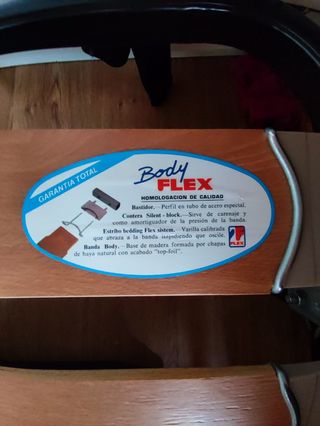 GARANTIA TOTAL
Body
FLEX
HOMOLOGACION DE CALIDAD
Bastidor.—Perfil en tubo de acero especial.
Contera Silent-block.—Sirve de carenaje y
como amortiguador de la presión de la banda.
Estribo bedding Flex sistem.—Varilla calibrada
que abraza a la banda impidiendo que oscile.
Banda Body.—Base de madera formada por chapas
de haya natural con acabado "top-foil".
FLEX